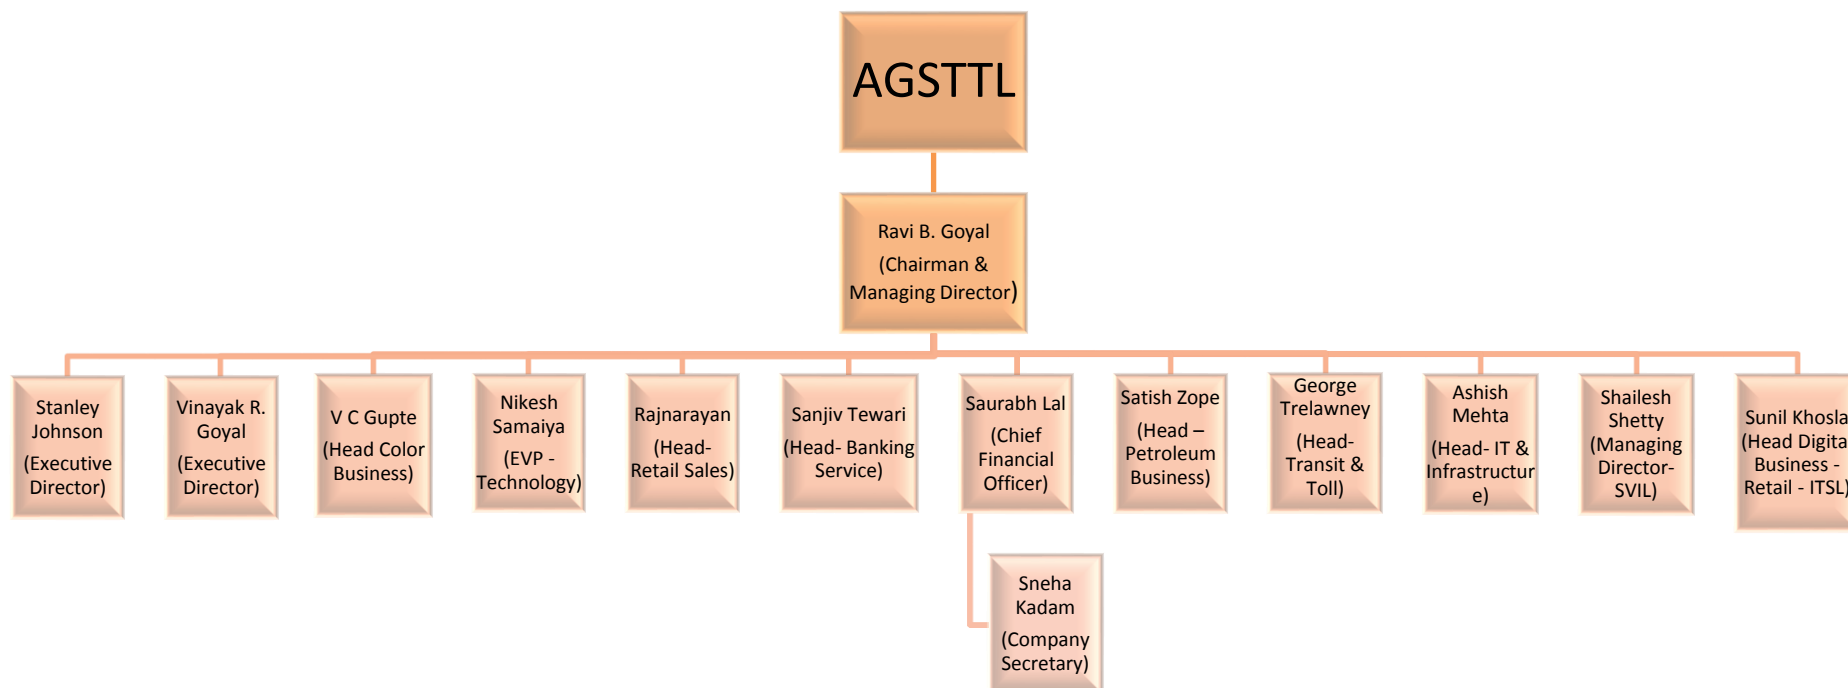 AGSTTL
Ravi B. Goyal
(Chairman &
Managing Director)
Stanley
Johnson
(Executive
Director)
Vinayak R.
Goyal
(Executive
Director)
V C Gupte
(Head Color
Business)
Nikesh
Samaiya
(EVP -
Technology)
Rajnarayan
(Head-
Retail Sales)
Sanjiv Tewari
(Head- Banking
Service)
Saurabh Lal
(Chief
Financial
Officer)
Satish Zope
(Head –
Petroleum
Business)
George
Trelawney
(Head-
Transit &
Toll)
Ashish
Mehta
(Head- IT &
Infrastructur
e)
Shailesh
Shetty
(Managing
Director-
SVIL)
Sunil Khosla
(Head Digital
Business -
Retail - ITSL)
Sneha
Kadam
(Company
Secretary)